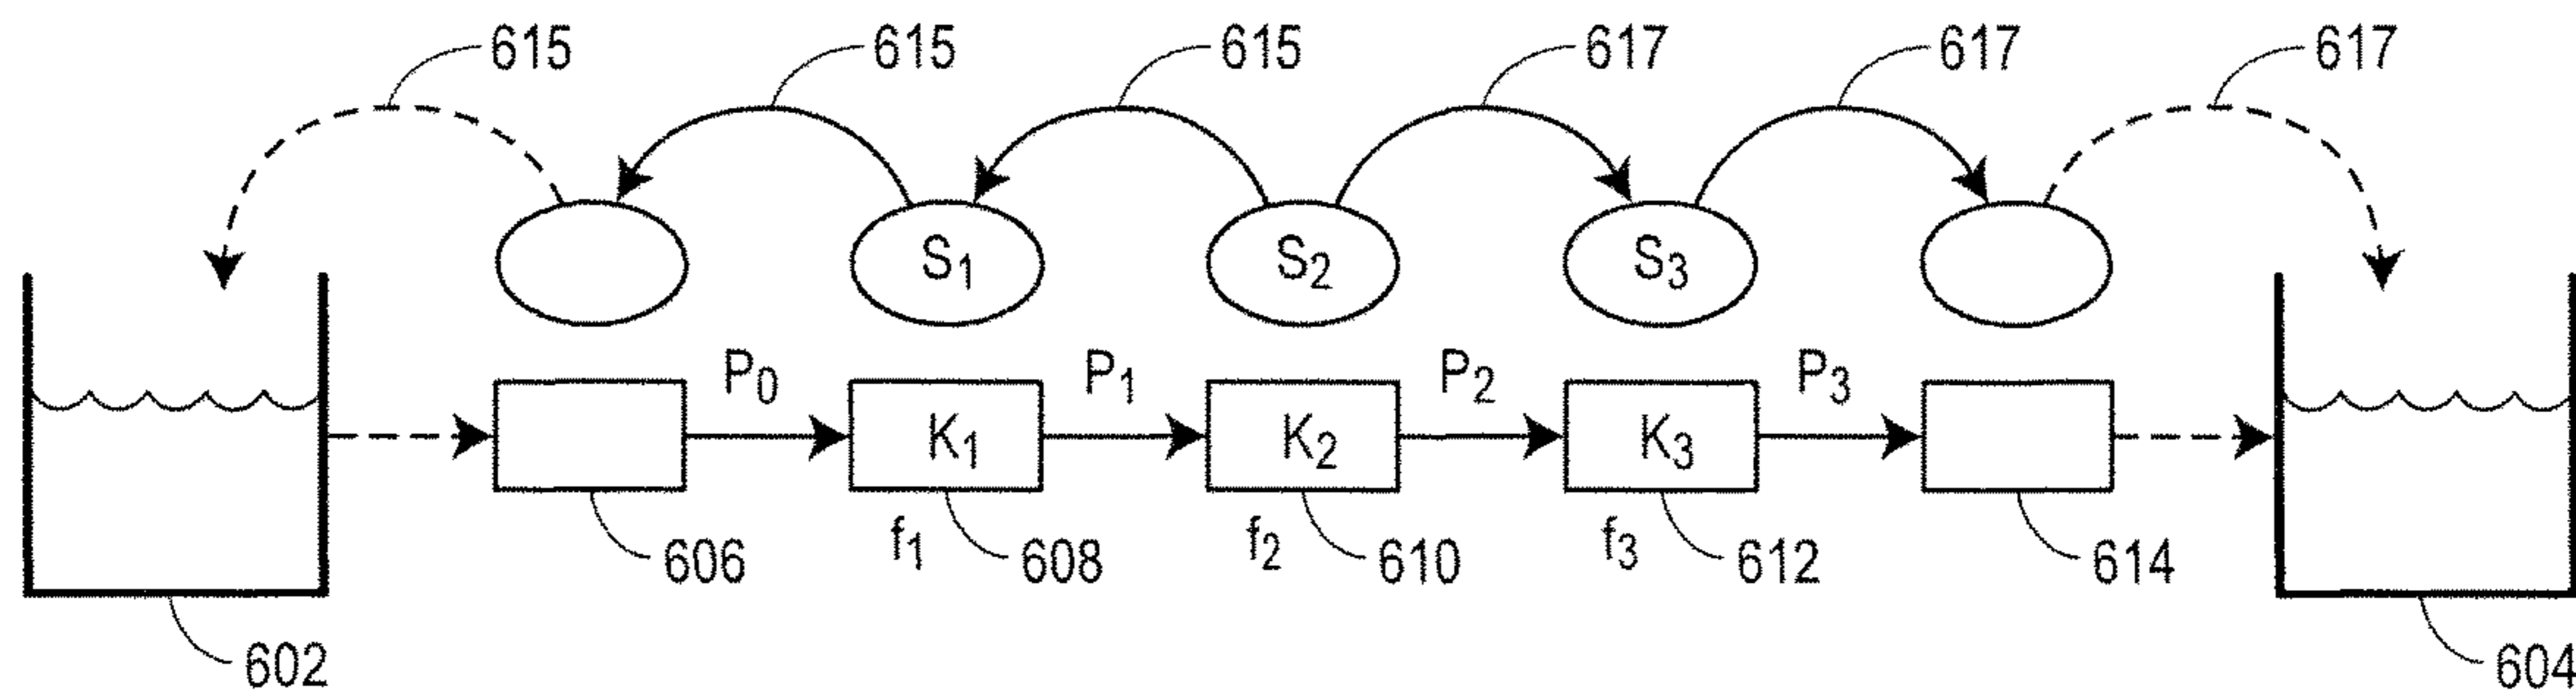 615 615 615 617 617 617
S₁ S₂ S₃
P₀ P₁ P₂ P₃
K₁ K₂ K₃
f₁ f₂ f₃
606 608 610 612 614
602 604